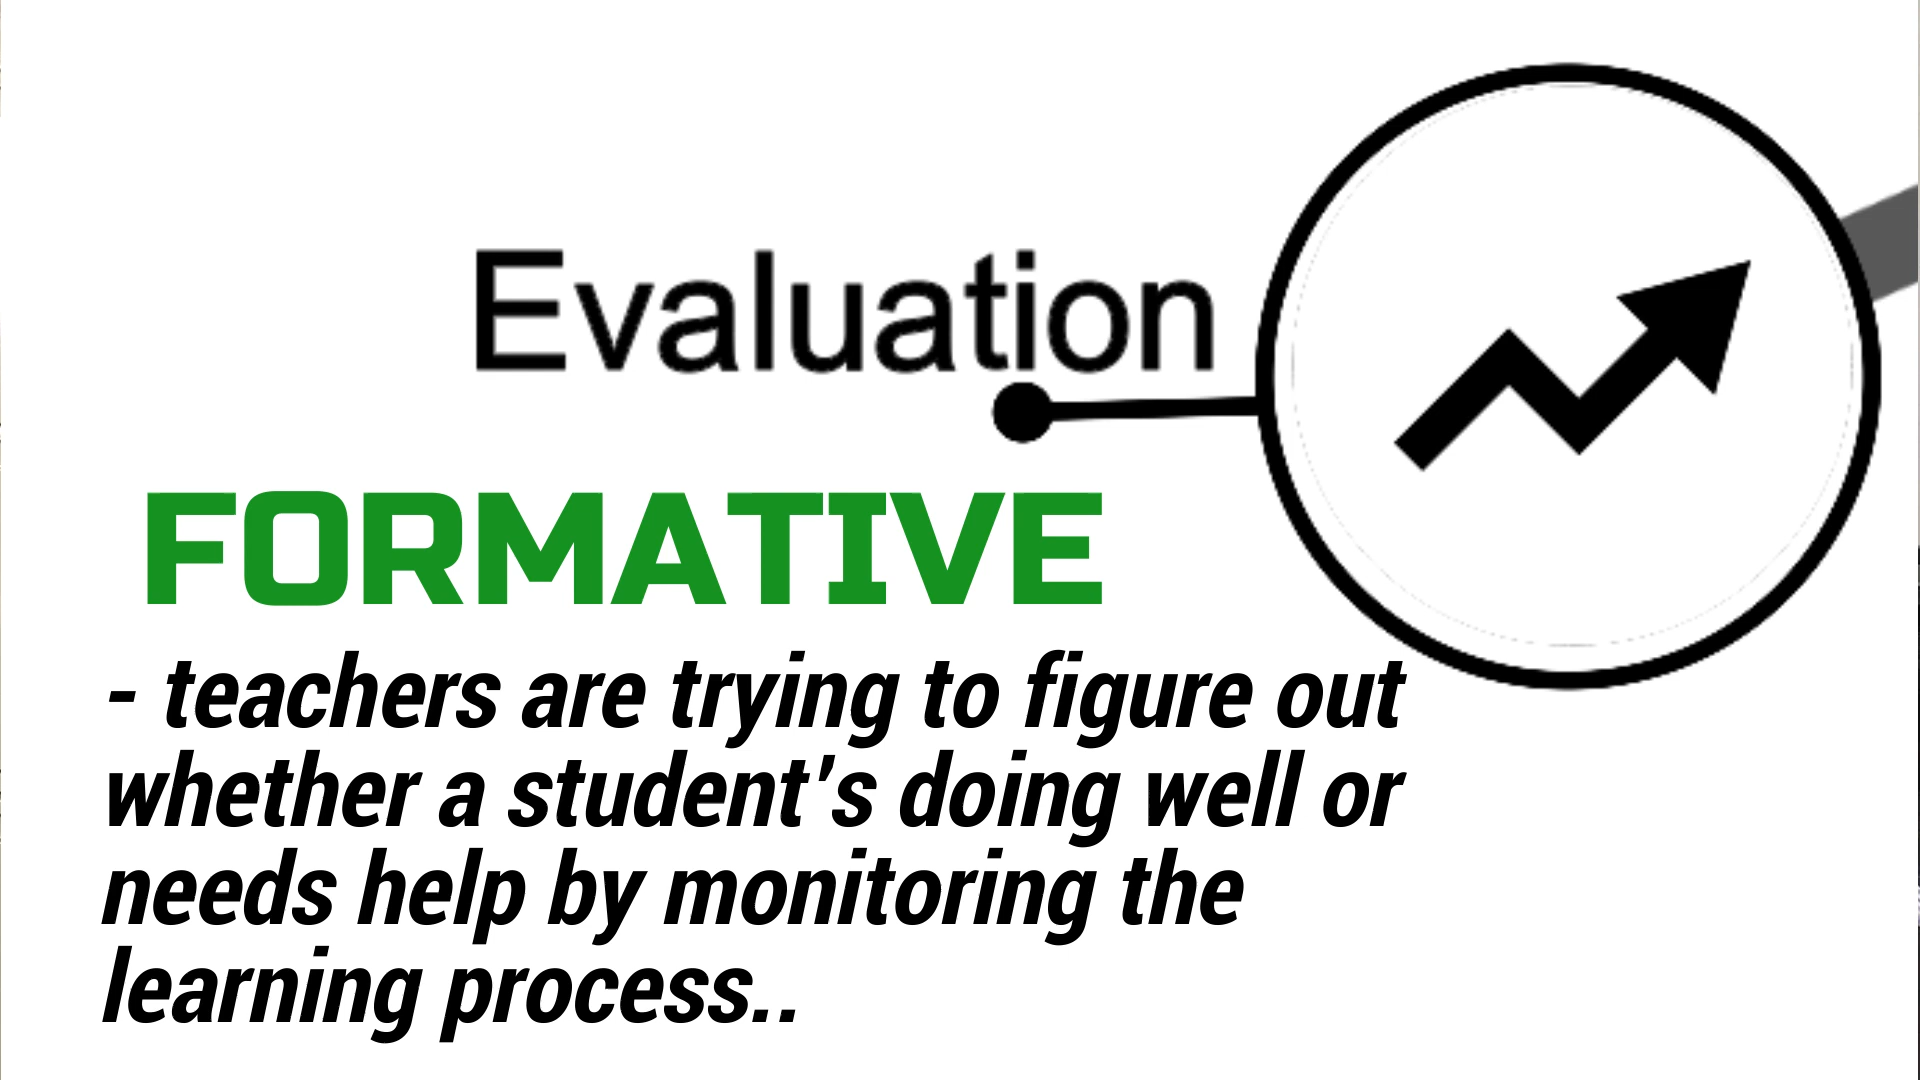 Evaluation
FORMATIVE
- teachers are trying to figure out
whether a student's doing well or
needs help by monitoring the
learning process..